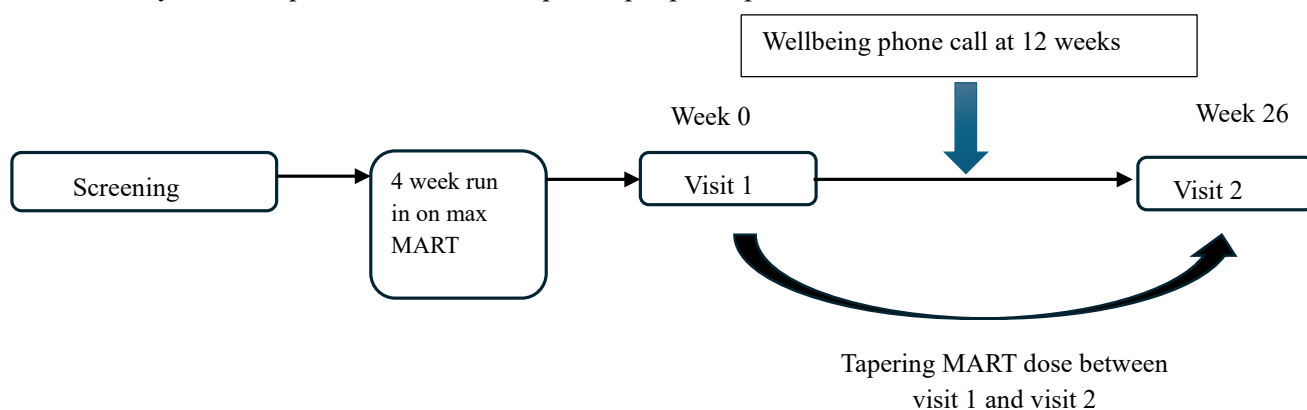 Wellbeing phone call at 12 weeks
Week 0
Week 26
Screening
4 week run
in on max
MART
Visit 1
Visit 2
Tapering MART dose between
visit 1 and visit 2